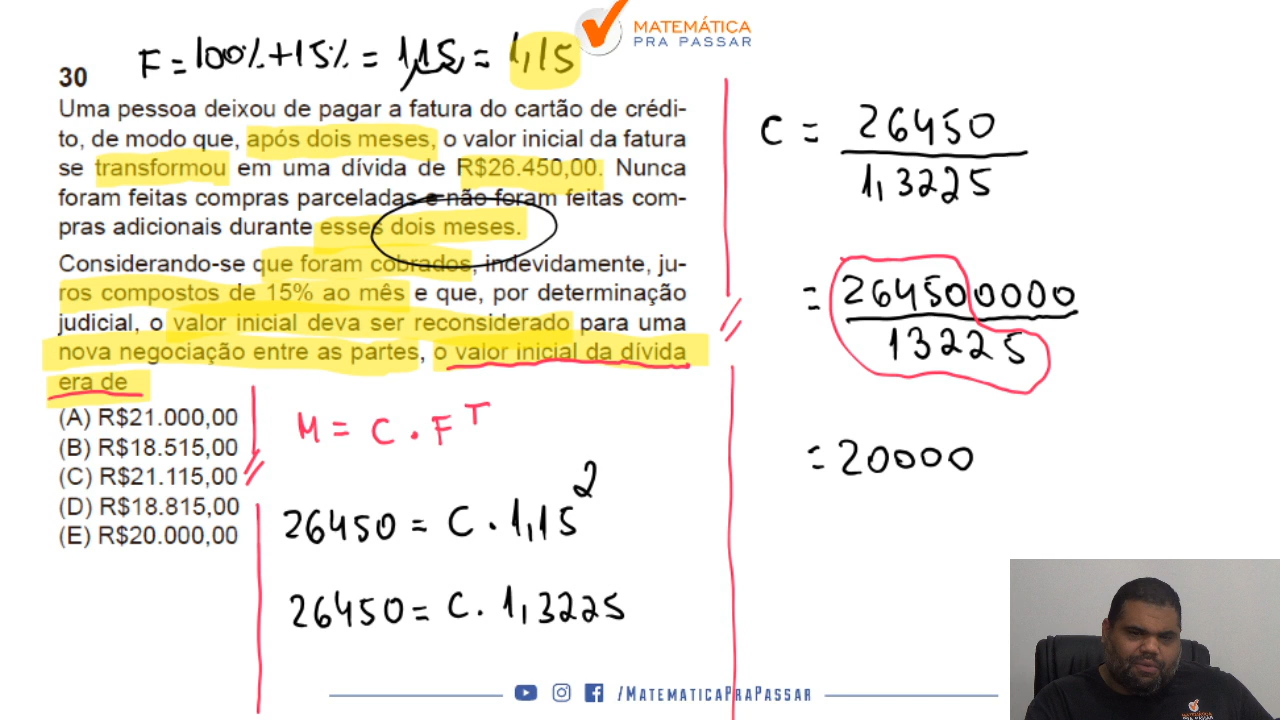 MATEMÁTICA
PRA PASSAR
F = 100% + 15% = 1,15, = 1,15
30
Uma pessoa deixou de pagar a fatura do cartão de crédi-
to, de modo que, após dois meses, o valor inicial da fatura
se transformou em uma dívida de R$26.450,00. Nunca
foram feitas compras parceladas e não foram feitas com-
pras adicionais durante esses dois meses.
Considerando-se que foram cobrados, indevidamente, ju-
ros compostos de 15% ao mês e que, por determinação
judicial, o valor inicial deva ser reconsiderado para uma
nova negociação entre as partes, o valor inicial da dívida
era de
(A) R$21.000,00
(B) R$18.515,00
(C) R$21.115,00
(D) R$18.815,00
(E) R$20.000,00
M = C . F^T
26450 = C . 1,15^2
26450 = C . 1,3225
C = 26450
1,3225
= 264500000
13225
= 20000
/MatematicaPraPassar
MATEMÁTICA